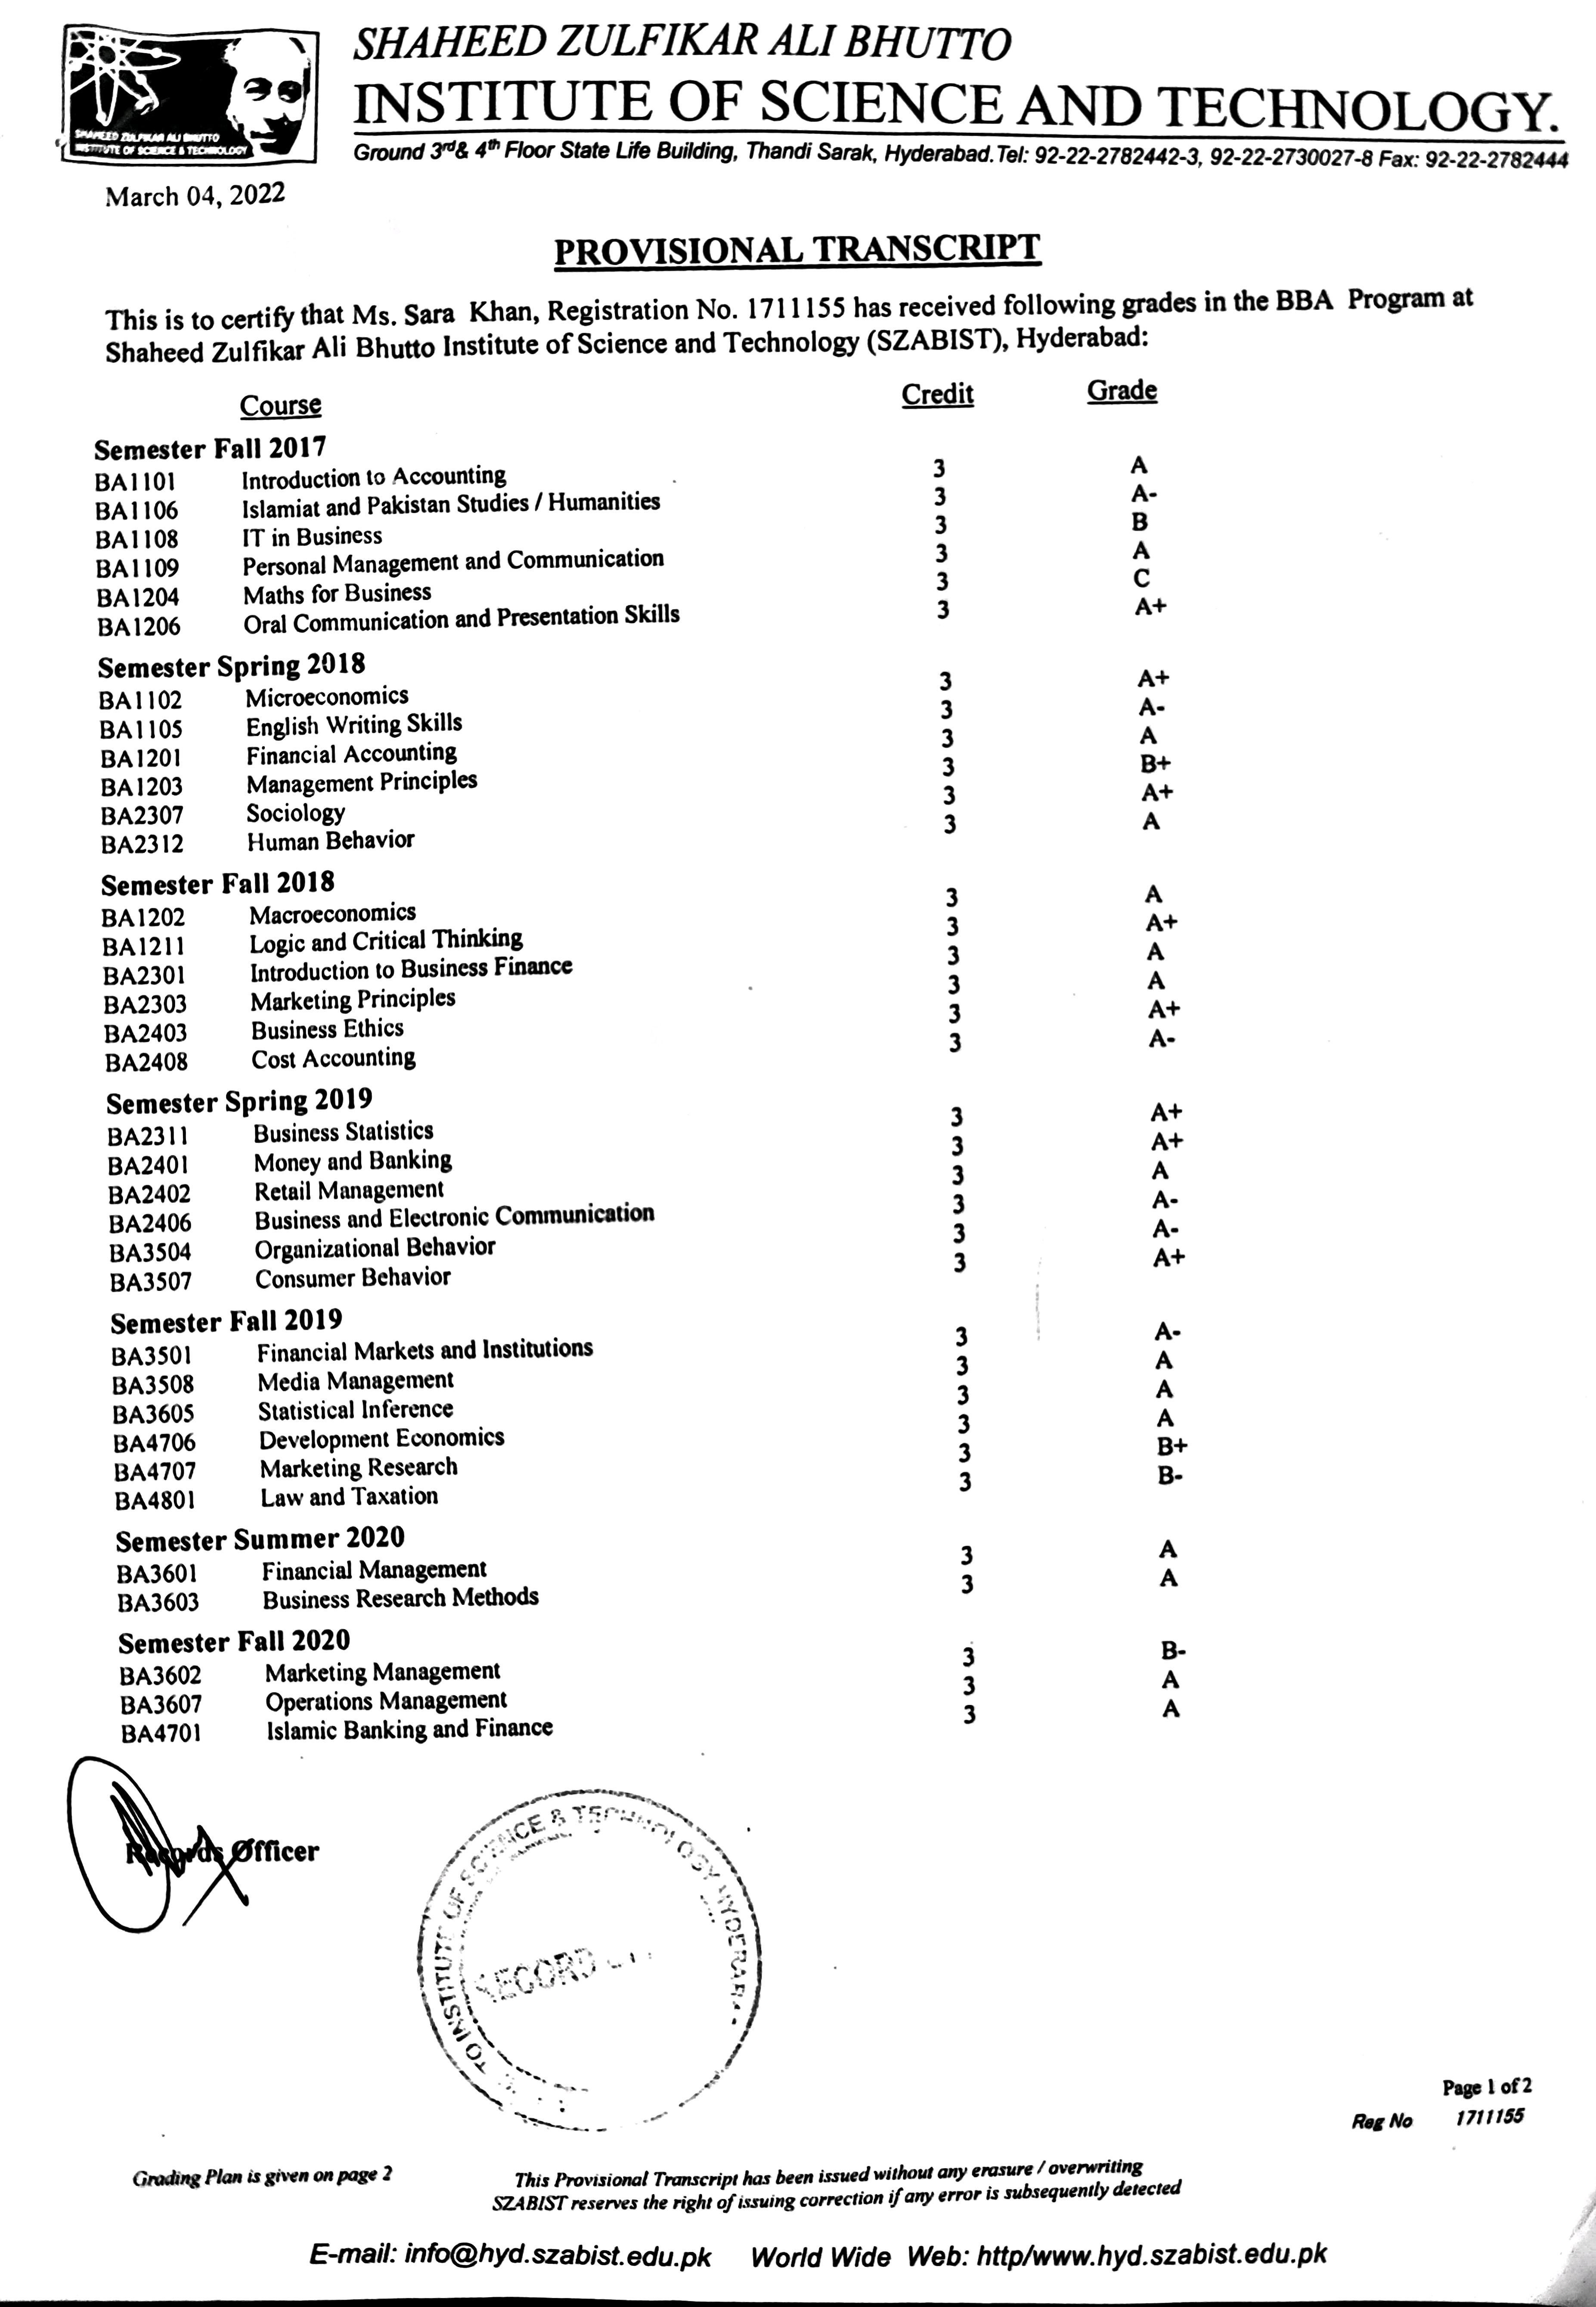 SHAHEED ZULFIKAR ALI BHUTTO
INSTITUTE OF SCIENCE & TECHNOLOGY
SHAHEED ZULFIKAR ALI BHUTTO
INSTITUTE OF SCIENCE AND TECHNOLOGY.
Ground 3rd& 4th Floor State Life Building, Thandi Sarak, Hyderabad. Tel: 92-22-2782442-3, 92-22-2730027-8 Fax: 92-22-2782444
March 04, 2022
PROVISIONAL TRANSCRIPT
This is to certify that Ms. Sara Khan, Registration No. 1711155 has received following grades in the BBA Program at
Shaheed Zulfikar Ali Bhutto Institute of Science and Technology (SZABIST), Hyderabad:
Course Credit Grade
Semester Fall 2017
BA1101 Introduction to Accounting 3 A
BA1106 Islamiat and Pakistan Studies / Humanities 3 A-
BA1108 IT in Business 3 B
BA1109 Personal Management and Communication 3 A
BA1204 Maths for Business 3 C
BA1206 Oral Communication and Presentation Skills 3 A+
Semester Spring 2018
BA1102 Microeconomics 3 A+
BA1105 English Writing Skills 3 A-
BA1201 Financial Accounting 3 A
BA1203 Management Principles 3 B+
BA2307 Sociology 3 A+
BA2312 Human Behavior 3 A
Semester Fall 2018
BA1202 Macroeconomics 3 A
BA1211 Logic and Critical Thinking 3 A+
BA2301 Introduction to Business Finance 3 A
BA2303 Marketing Principles 3 A
BA2403 Business Ethics 3 A+
BA2408 Cost Accounting 3 A-
Semester Spring 2019
BA2311 Business Statistics 3 A+
BA2401 Money and Banking 3 A+
BA2402 Retail Management 3 A
BA2406 Business and Electronic Communication 3 A-
BA3504 Organizational Behavior 3 A-
BA3507 Consumer Behavior 3 A+
Semester Fall 2019
BA3501 Financial Markets and Institutions 3 A-
BA3508 Media Management 3 A
BA3605 Statistical Inference 3 A
BA4706 Development Economics 3 A
BA4707 Marketing Research 3 B+
BA4801 Law and Taxation 3 B-
Semester Summer 2020
BA3601 Financial Management 3 A
BA3603 Business Research Methods 3 A
Semester Fall 2020
BA3602 Marketing Management 3 B-
BA3607 Operations Management 3 A
BA4701 Islamic Banking and Finance 3 A
Records Officer
TO INSTITUTE OF SCIENCE & TECHNOLOGY HYDERABA
RECORD
Page 1 of 2
Reg No 1711155
Grading Plan is given on page 2
This Provisional Transcript has been issued without any erasure / overwriting
SZABIST reserves the right of issuing correction if any error is subsequently detected
E-mail: info@hyd.szabist.edu.pk World Wide Web: http/www.hyd.szabist.edu.pk